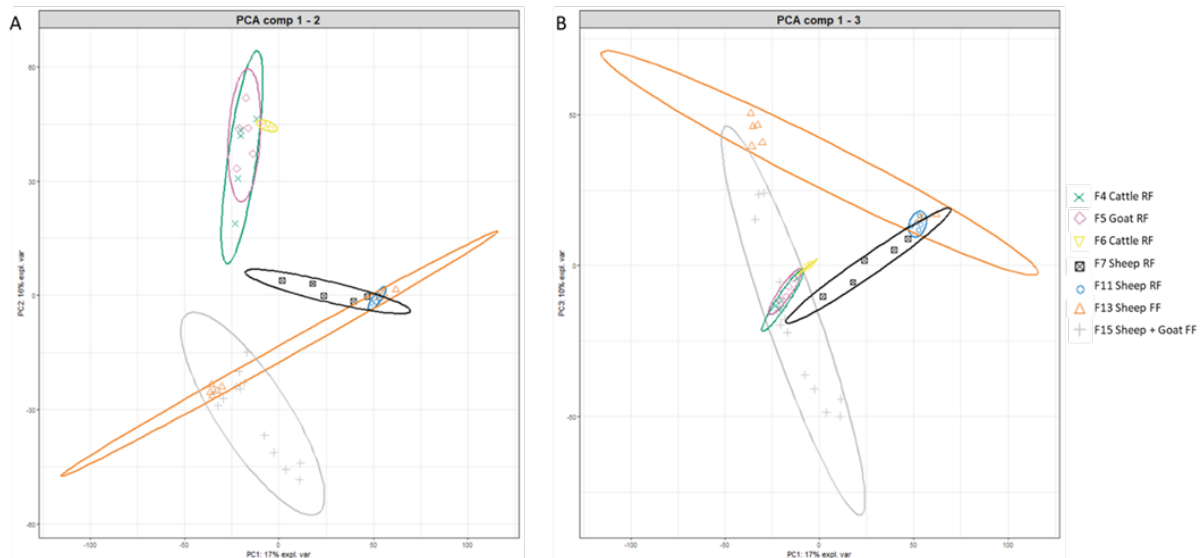 A
PCA comp 1 - 2
60
30
0
-30
-60
PC2: 16% expl. var
-100
-50
0
50
100
PC1: 17% expl. var
B
PCA comp 1 - 3
50
0
-50
PC3: 10% expl. var
-100
-50
0
50
100
PC1: 17% expl. var
F4 Cattle RF
F5 Goat RF
F6 Cattle RF
F7 Sheep RF
F11 Sheep RF
F13 Sheep FF
F15 Sheep + Goat FF